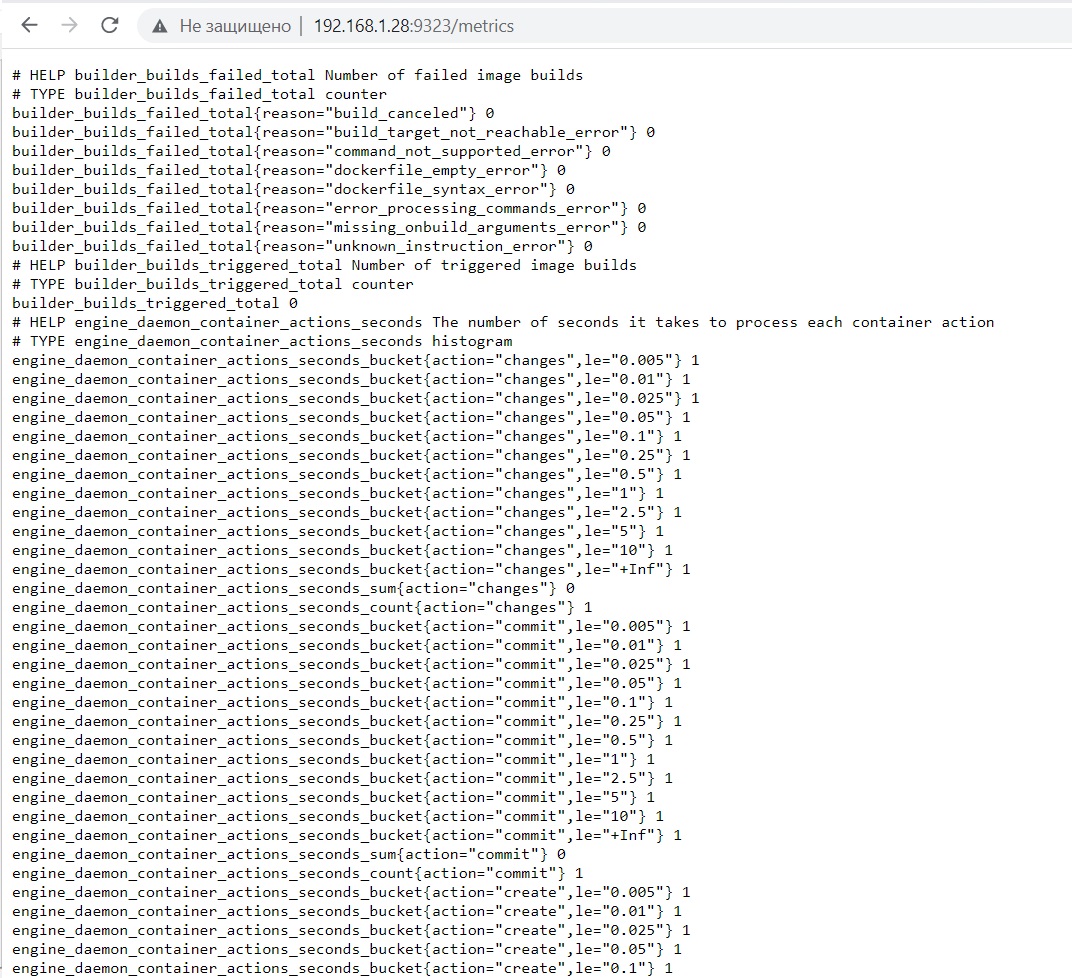 Не защищено | 192.168.1.28:9323/metrics
# HELP builder_builds_failed_total Number of failed image builds
# TYPE builder_builds_failed_total counter
builder_builds_failed_total{reason="build_canceled"} 0
builder_builds_failed_total{reason="build_target_not_reachable_error"} 0
builder_builds_failed_total{reason="command_not_supported_error"} 0
builder_builds_failed_total{reason="dockerfile_empty_error"} 0
builder_builds_failed_total{reason="dockerfile_syntax_error"} 0
builder_builds_failed_total{reason="error_processing_commands_error"} 0
builder_builds_failed_total{reason="missing_onbuild_arguments_error"} 0
builder_builds_failed_total{reason="unknown_instruction_error"} 0
# HELP builder_builds_triggered_total Number of triggered image builds
# TYPE builder_builds_triggered_total counter
builder_builds_triggered_total 0
# HELP engine_daemon_container_actions_seconds The number of seconds it takes to process each container action
# TYPE engine_daemon_container_actions_seconds histogram
engine_daemon_container_actions_seconds_bucket{action="changes",le="0.005"} 1
engine_daemon_container_actions_seconds_bucket{action="changes",le="0.01"} 1
engine_daemon_container_actions_seconds_bucket{action="changes",le="0.025"} 1
engine_daemon_container_actions_seconds_bucket{action="changes",le="0.05"} 1
engine_daemon_container_actions_seconds_bucket{action="changes",le="0.1"} 1
engine_daemon_container_actions_seconds_bucket{action="changes",le="0.25"} 1
engine_daemon_container_actions_seconds_bucket{action="changes",le="0.5"} 1
engine_daemon_container_actions_seconds_bucket{action="changes",le="1"} 1
engine_daemon_container_actions_seconds_bucket{action="changes",le="2.5"} 1
engine_daemon_container_actions_seconds_bucket{action="changes",le="5"} 1
engine_daemon_container_actions_seconds_bucket{action="changes",le="10"} 1
engine_daemon_container_actions_seconds_bucket{action="changes",le="+Inf"} 1
engine_daemon_container_actions_seconds_sum{action="changes"} 0
engine_daemon_container_actions_seconds_count{action="changes"} 1
engine_daemon_container_actions_seconds_bucket{action="commit",le="0.005"} 1
engine_daemon_container_actions_seconds_bucket{action="commit",le="0.01"} 1
engine_daemon_container_actions_seconds_bucket{action="commit",le="0.025"} 1
engine_daemon_container_actions_seconds_bucket{action="commit",le="0.05"} 1
engine_daemon_container_actions_seconds_bucket{action="commit",le="0.1"} 1
engine_daemon_container_actions_seconds_bucket{action="commit",le="0.25"} 1
engine_daemon_container_actions_seconds_bucket{action="commit",le="0.5"} 1
engine_daemon_container_actions_seconds_bucket{action="commit",le="1"} 1
engine_daemon_container_actions_seconds_bucket{action="commit",le="2.5"} 1
engine_daemon_container_actions_seconds_bucket{action="commit",le="5"} 1
engine_daemon_container_actions_seconds_bucket{action="commit",le="10"} 1
engine_daemon_container_actions_seconds_bucket{action="commit",le="+Inf"} 1
engine_daemon_container_actions_seconds_sum{action="commit"} 0
engine_daemon_container_actions_seconds_count{action="commit"} 1
engine_daemon_container_actions_seconds_bucket{action="create",le="0.005"} 1
engine_daemon_container_actions_seconds_bucket{action="create",le="0.01"} 1
engine_daemon_container_actions_seconds_bucket{action="create",le="0.025"} 1
engine_daemon_container_actions_seconds_bucket{action="create",le="0.05"} 1
engine_daemon_container_actions_seconds_bucket{action="create",le="0.1"} 1